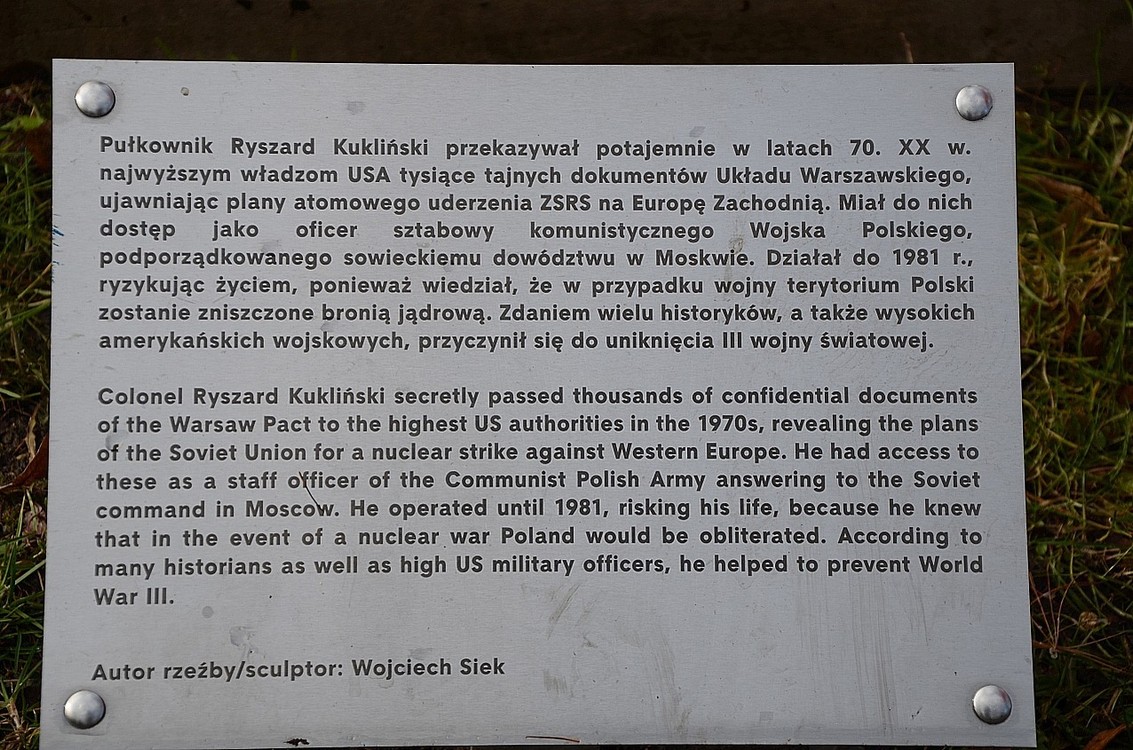 Pułkownik Ryszard Kukliński przekazywał potajemnie w latach 70. XX w.
najwyższym władzom USA tysiące tajnych dokumentów Układu Warszawskiego,
ujawniając plany atomowego uderzenia ZSRS na Europę Zachodnią. Miał do nich
dostęp jako oficer sztabowy komunistycznego Wojska Polskiego,
podporządkowanego sowieckiemu dowództwu w Moskwie. Działał do 1981 r.,
ryzykując życiem, ponieważ wiedział, że w przypadku wojny terytorium Polski
zostanie zniszczone bronią jądrową. Zdaniem wielu historyków, a także wysokich
amerykańskich wojskowych, przyczynił się do uniknięcia III wojny światowej.
Colonel Ryszard Kukliński secretly passed thousands of confidential documents
of the Warsaw Pact to the highest US authorities in the 1970s, revealing the plans
of the Soviet Union for a nuclear strike against Western Europe. He had access to
these as a staff officer of the Communist Polish Army answering to the Soviet
command in Moscow. He operated until 1981, risking his life, because he knew
that in the event of a nuclear war Poland would be obliterated. According to
many historians as well as high US military officers, he helped to prevent World
War III.
Autor rzeźby/sculptor: Wojciech Siek